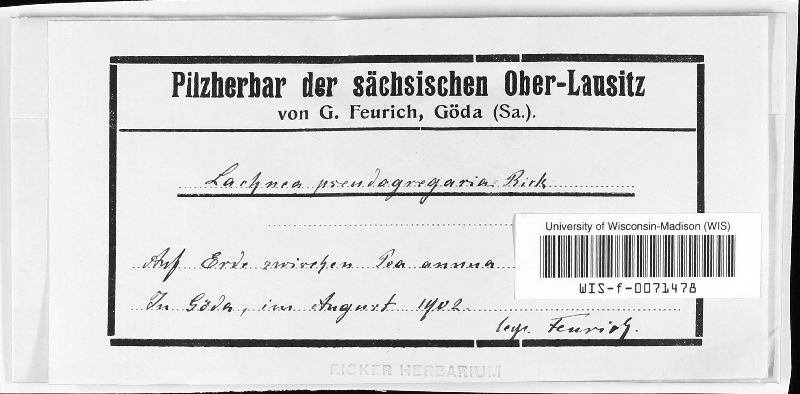 Pilzherbar der sächsischen Ober-Lausitz
von G. Feurich, Göda (Sa.).
Lachnea pseudogregaria Rick
University of Wisconsin-Madison (WIS)
WIS-f-0071478
Auf Erde zwischen Poa annua
In Göda, im August 1902.
leg. Feurich.
RICKER HERBARIUM